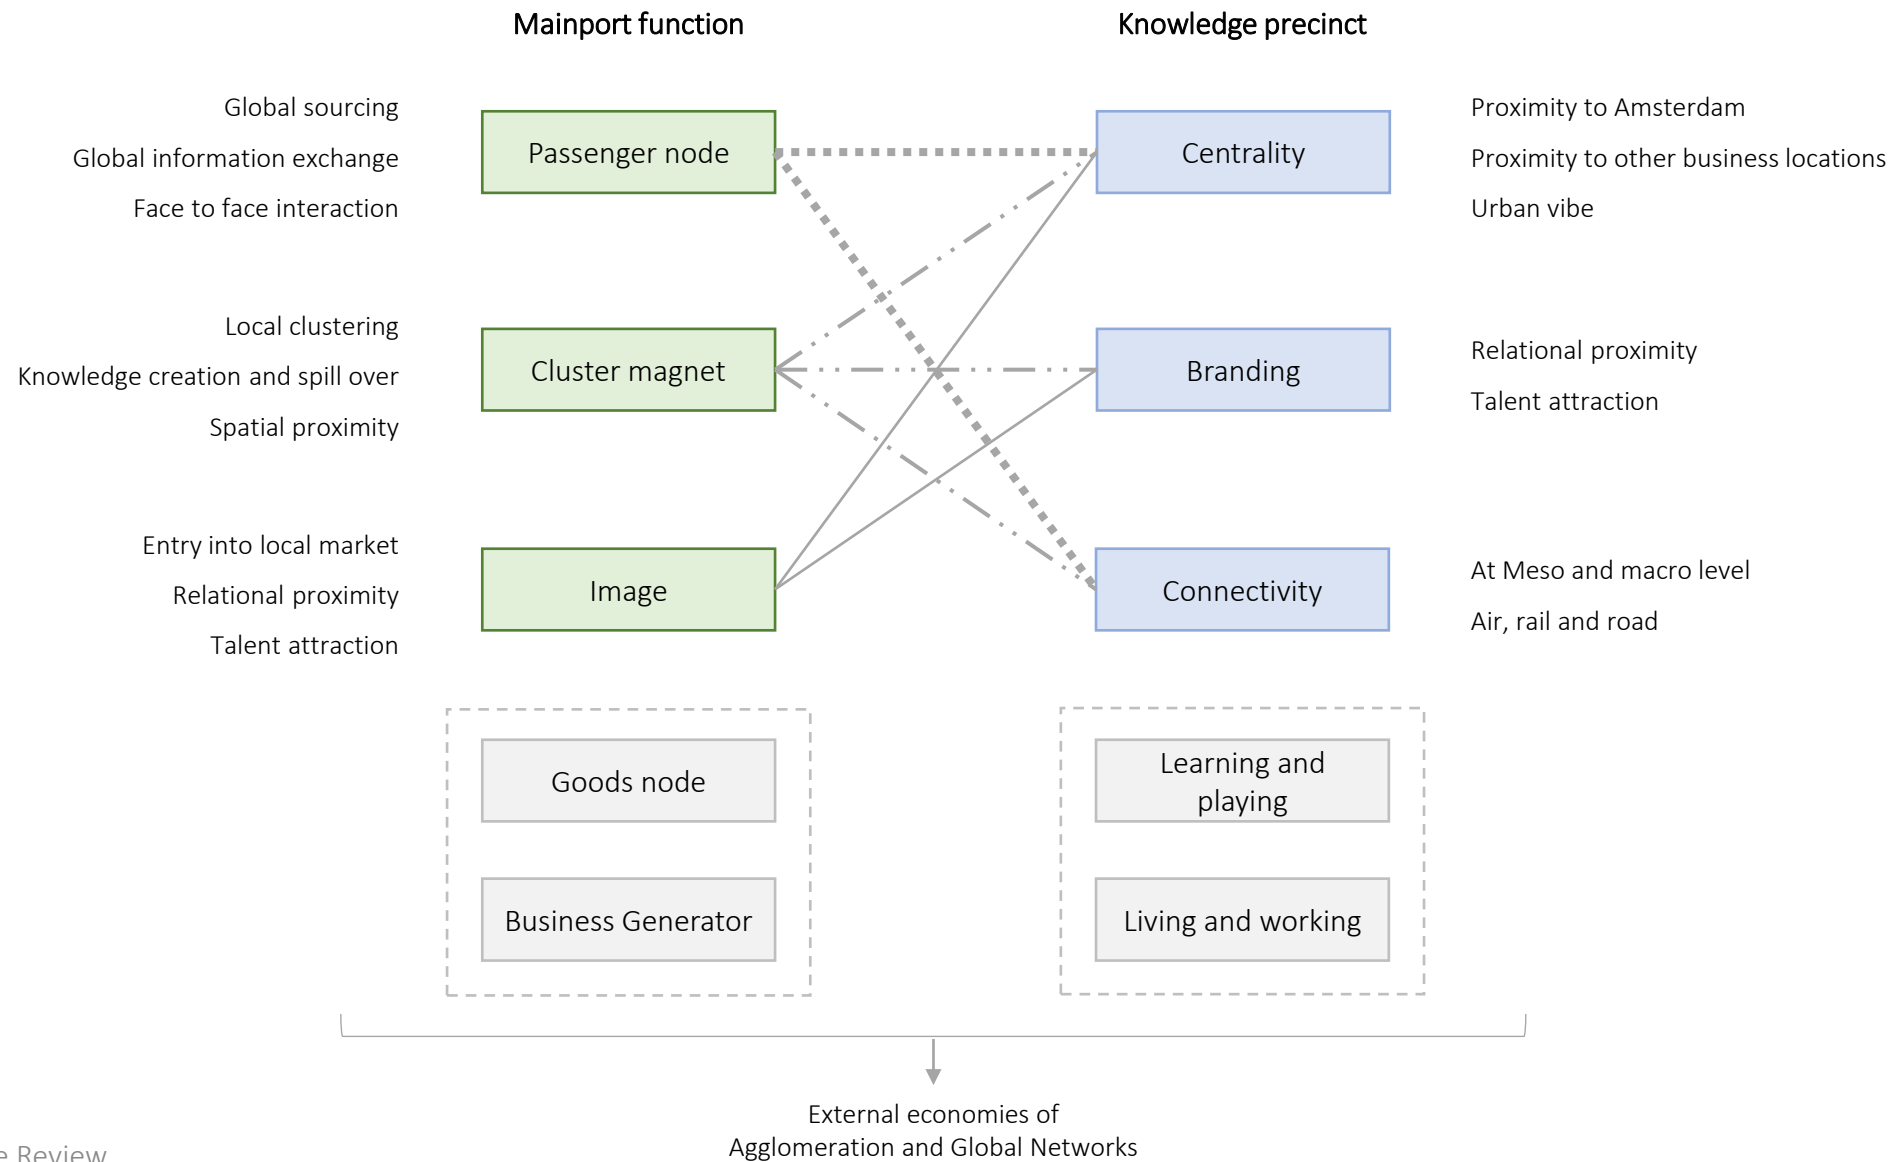 Mainport function
Knowledge precinct
Global sourcing
Global information exchange
Face to face interaction
Passenger node
Centrality
Proximity to Amsterdam
Proximity to other business locations
Urban vibe
Local clustering
Knowledge creation and spill over
Spatial proximity
Cluster magnet
Branding
Relational proximity
Talent attraction
Entry into local market
Relational proximity
Talent attraction
Image
Connectivity
At Meso and macro level
Air, rail and road
Goods node
Business Generator
Learning and
playing
Living and working
External economies of
Agglomeration and Global Networks
e Review